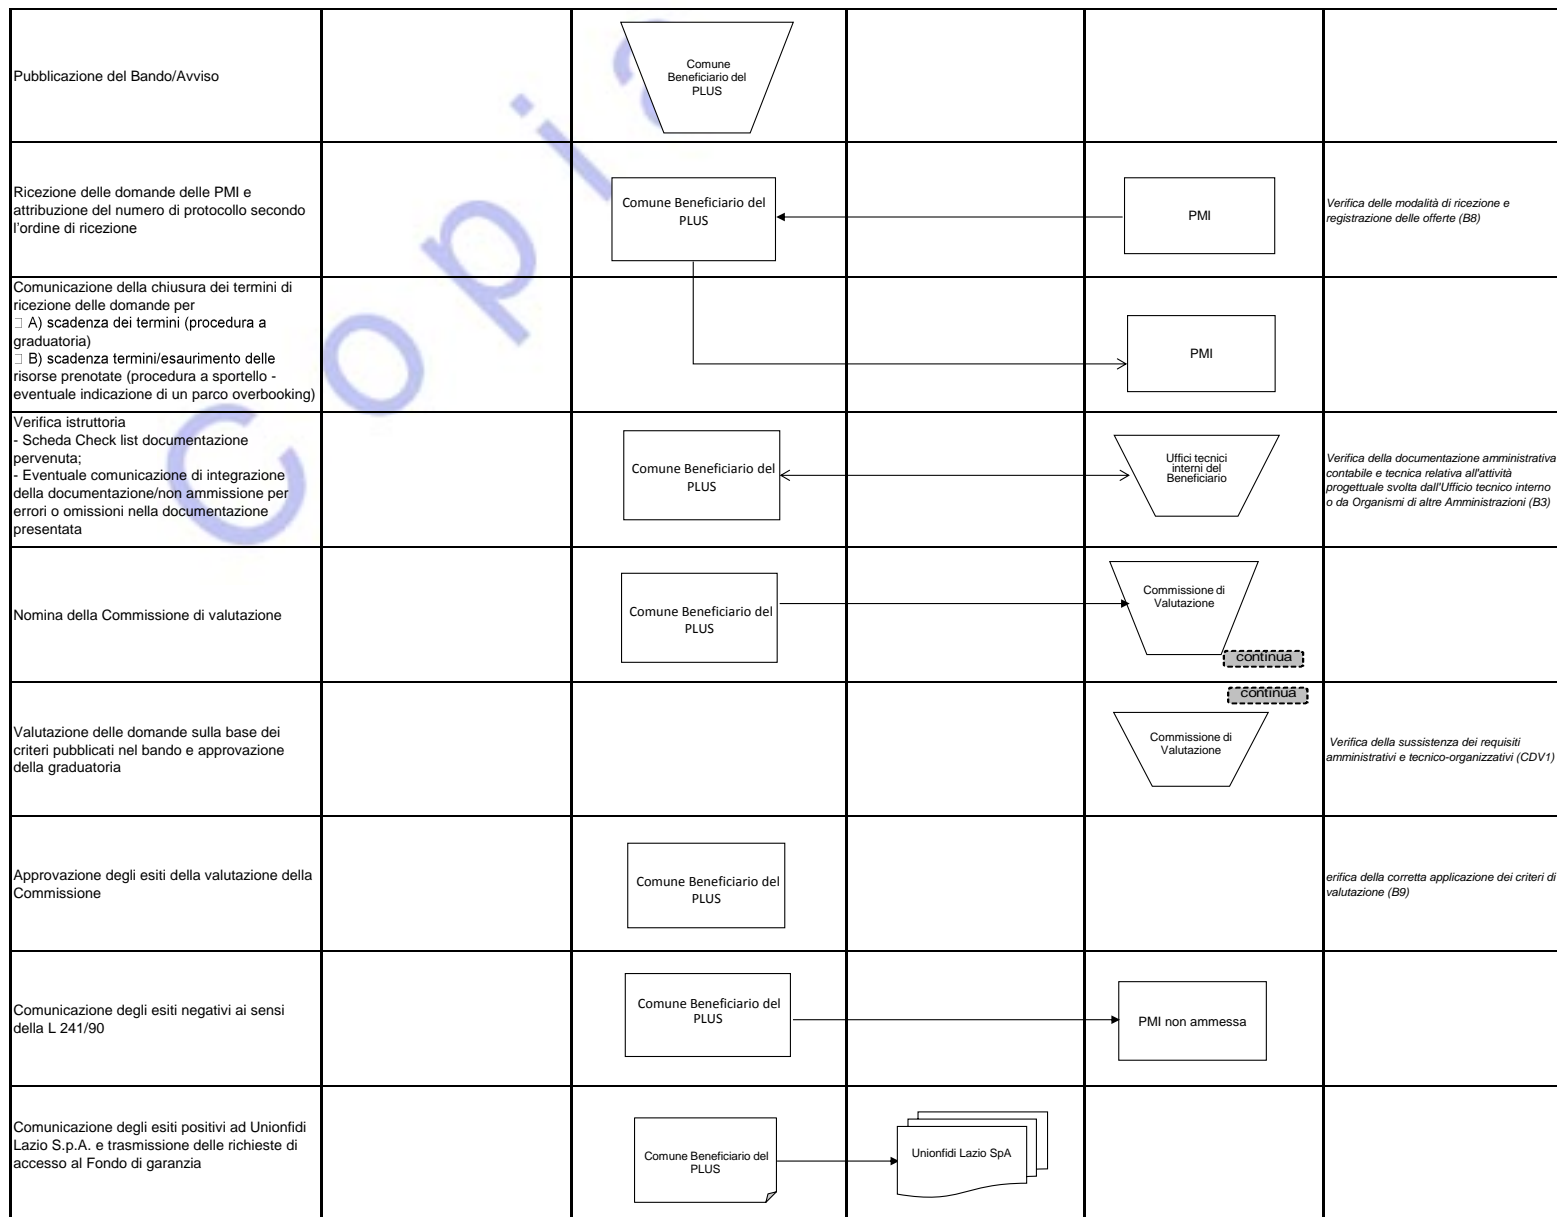 Pubblicazione del Bando/Avviso
Comune
Beneficiario del
PLUS
Ricezione delle domande delle PMI e
attribuzione del numero di protocollo secondo
l'ordine di ricezione
Comune Beneficiario del
PLUS
PMI
Verifica delle modalità di ricezione e
registrazione delle offerte (B8)
Comunicazione della chiusura dei termini di
ricezione delle domande per
A) scadenza dei termini (procedura a
graduatoria)
B) scadenza termini/esaurimento delle
risorse prenotate (procedura a sportello -
eventuale indicazione di un parco overbooking)
PMI
Verifica istruttoria
- Scheda Check list documentazione
pervenuta;
- Eventuale comunicazione di integrazione
della documentazione/non ammissione per
errori o omissioni nella documentazione
presentata
Comune Beneficiario del
PLUS
Uffici tecnici
interni del
Beneficiario
Verifica della documentazione amministrativa
contabile e tecnica relativa all'attività
progettuale svolta dall'Ufficio tecnico interno
o da Organismi di altre Amministrazioni (B3)
Nomina della Commissione di valutazione
Comune Beneficiario del
PLUS
Commissione di
Valutazione
continua
continua
Valutazione delle domande sulla base dei
criteri pubblicati nel bando e approvazione
della graduatoria
Commissione di
Valutazione
Verifica della sussistenza dei requisiti
amministrativi e tecnico-organizzativi (CDV1)
Approvazione degli esiti della valutazione della
Commissione
Comune Beneficiario del
PLUS
erifica della corretta applicazione dei criteri di
valutazione (B9)
Comunicazione degli esiti negativi ai sensi
della L 241/90
Comune Beneficiario del
PLUS
PMI non ammessa
Comunicazione degli esiti positivi ad Unionfidi
Lazio S.p.A. e trasmissione delle richieste di
accesso al Fondo di garanzia
Comune Beneficiario del
PLUS
Unionfidi Lazio SpA
Copia